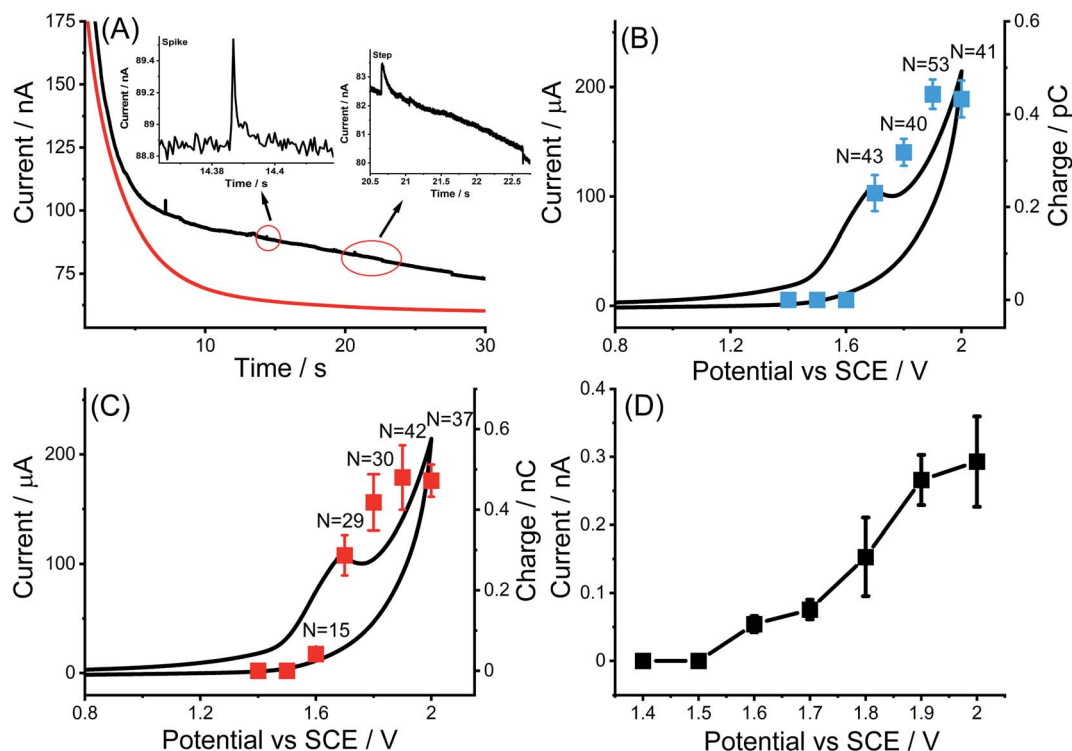 (A)
175
150
125
100
75
Current / nA
10
20
30
Time / s
Spike
89.4
89.2
89
88.8
Current / nA
14.38
14.4
Time / s
Step
84
83
82
81
80
Current / nA
20.5
21
21.5
22
22.5
Time / s
(B)
200
100
0
Current / µA
0.8
1.2
1.6
2
Potential vs SCE / V
0.6
0.4
0.2
0
Charge / pC
N=43
N=40
N=53
N=41
(C)
200
100
0
Current / µA
0.8
1.2
1.6
2
Potential vs SCE / V
0.6
0.4
0.2
0
Charge / nC
N=15
N=29
N=30
N=42
N=37
(D)
0.4
0.3
0.2
0.1
0
Current / nA
1.4
1.5
1.6
1.7
1.8
1.9
2
Potential vs SCE / V